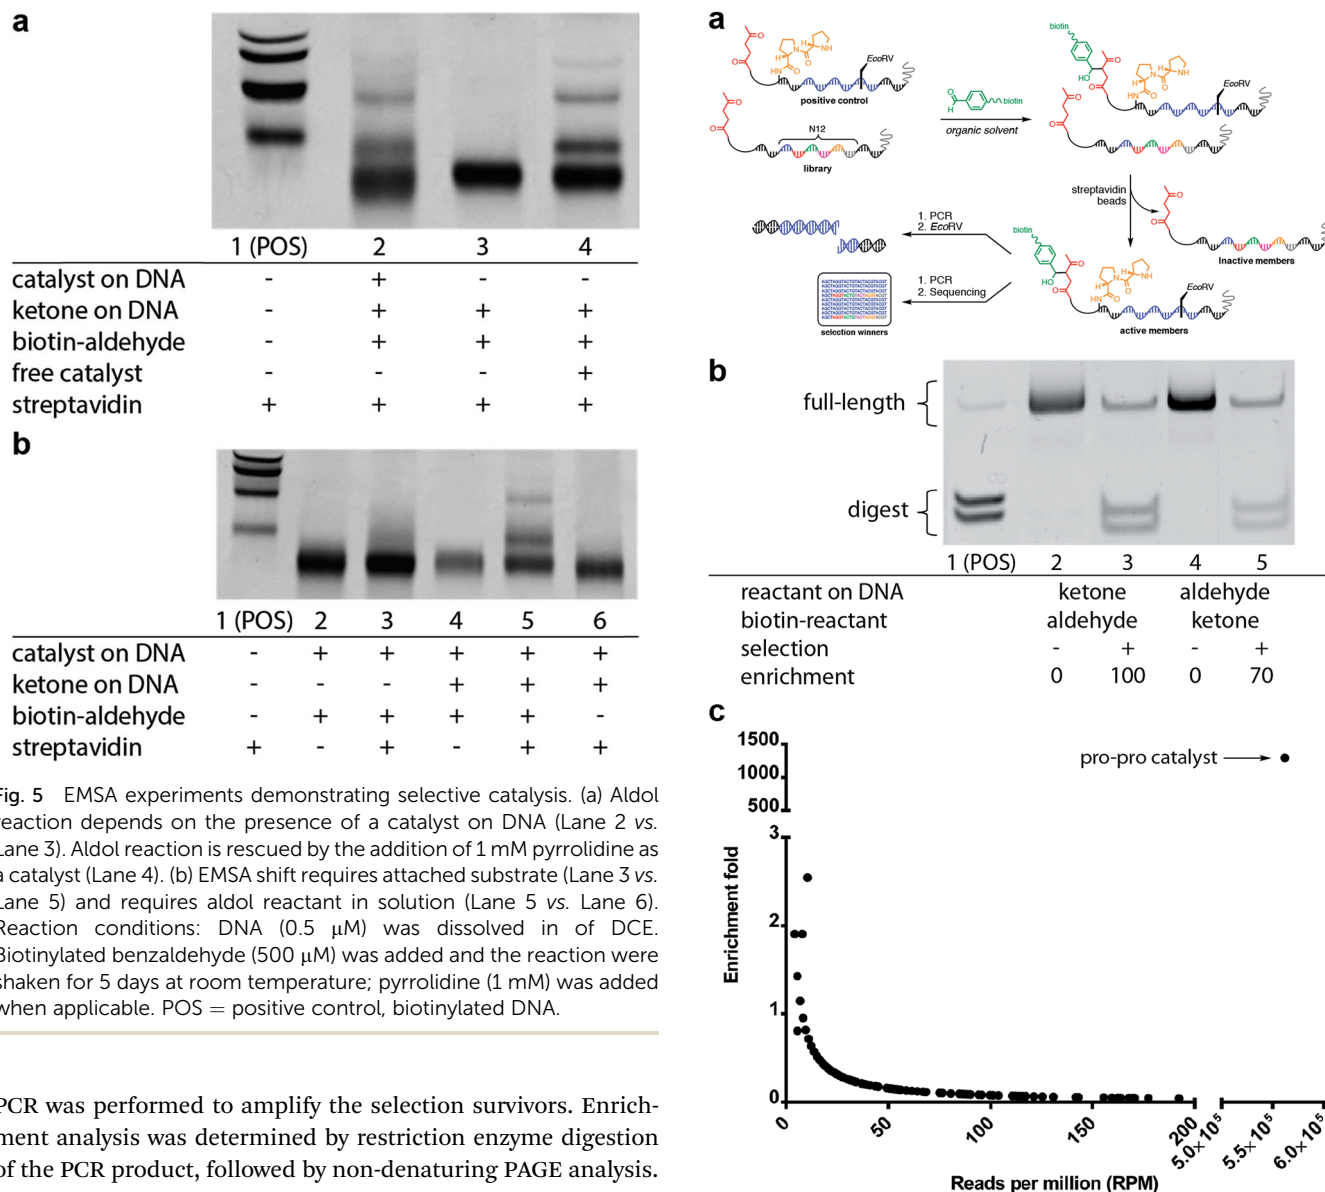 a
1 (POS) 2 3 4
catalyst on DNA - + - -
ketone on DNA - + + +
biotin-aldehyde - + + +
free catalyst - - - +
streptavidin + + + +
b
1 (POS) 2 3 4 5 6
catalyst on DNA - + + + + +
ketone on DNA - - - + + +
biotin-aldehyde - + + + + -
streptavidin + - + - + +
Fig. 5 EMSA experiments demonstrating selective catalysis. (a) Aldol
reaction depends on the presence of a catalyst on DNA (Lane 2 vs.
Lane 3). Aldol reaction is rescued by the addition of 1 mM pyrrolidine as
a catalyst (Lane 4). (b) EMSA shift requires attached substrate (Lane 3 vs.
Lane 5) and requires aldol reactant in solution (Lane 5 vs. Lane 6).
Reaction conditions: DNA (0.5 μM) was dissolved in of DCE.
Biotinylated benzaldehyde (500 μM) was added and the reaction were
shaken for 5 days at room temperature; pyrrolidine (1 mM) was added
when applicable. POS = positive control, biotinylated DNA.
PCR was performed to amplify the selection survivors. Enrich-
ment analysis was determined by restriction enzyme digestion
of the PCR product, followed by non-denaturing PAGE analysis.
a
EcoRV
positive control
N12
library
biotin
organic solvent
biotin
EcoRV
streptavidin
beads
Inactive members
1. PCR
2. EcoRV
1. PCR
2. Sequencing
selection winners
biotin
EcoRV
active members
b
full-length
digest
1 (POS) 2 3 4 5
reactant on DNA ketone aldehyde
biotin-reactant aldehyde ketone
selection - + - +
enrichment 0 100 0 70
c
Enrichment fold
1500
1000
500
3
2
1
0
pro-pro catalyst
0 50 100 150 200 5.0×10⁵ 5.5×10⁵ 6.0×10⁵
Reads per million (RPM)